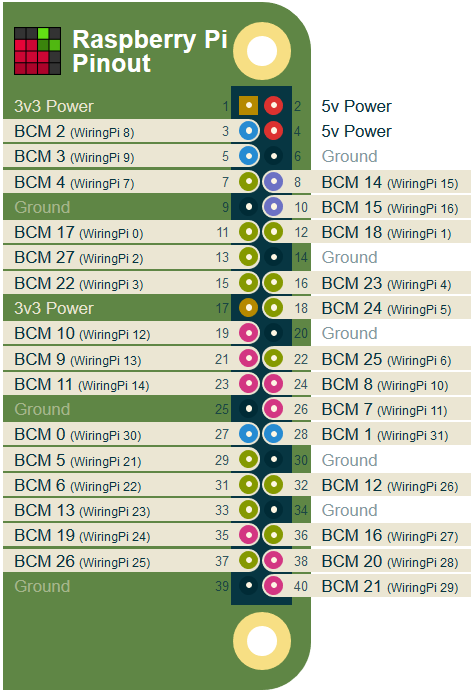 Raspberry Pi
Pinout
3v3 Power 1 2 5v Power
BCM 2 (WiringPi 8) 3 4 5v Power
BCM 3 (WiringPi 9) 5 6 Ground
BCM 4 (WiringPi 7) 7 8 BCM 14 (WiringPi 15)
Ground 9 10 BCM 15 (WiringPi 16)
BCM 17 (WiringPi 0) 11 12 BCM 18 (WiringPi 1)
BCM 27 (WiringPi 2) 13 14 Ground
BCM 22 (WiringPi 3) 15 16 BCM 23 (WiringPi 4)
3v3 Power 17 18 BCM 24 (WiringPi 5)
BCM 10 (WiringPi 12) 19 20 Ground
BCM 9 (WiringPi 13) 21 22 BCM 25 (WiringPi 6)
BCM 11 (WiringPi 14) 23 24 BCM 8 (WiringPi 10)
Ground 25 26 BCM 7 (WiringPi 11)
BCM 0 (WiringPi 30) 27 28 BCM 1 (WiringPi 31)
BCM 5 (WiringPi 21) 29 30 Ground
BCM 6 (WiringPi 22) 31 32 BCM 12 (WiringPi 26)
BCM 13 (WiringPi 23) 33 34 Ground
BCM 19 (WiringPi 24) 35 36 BCM 16 (WiringPi 27)
BCM 26 (WiringPi 25) 37 38 BCM 20 (WiringPi 28)
Ground 39 40 BCM 21 (WiringPi 29)